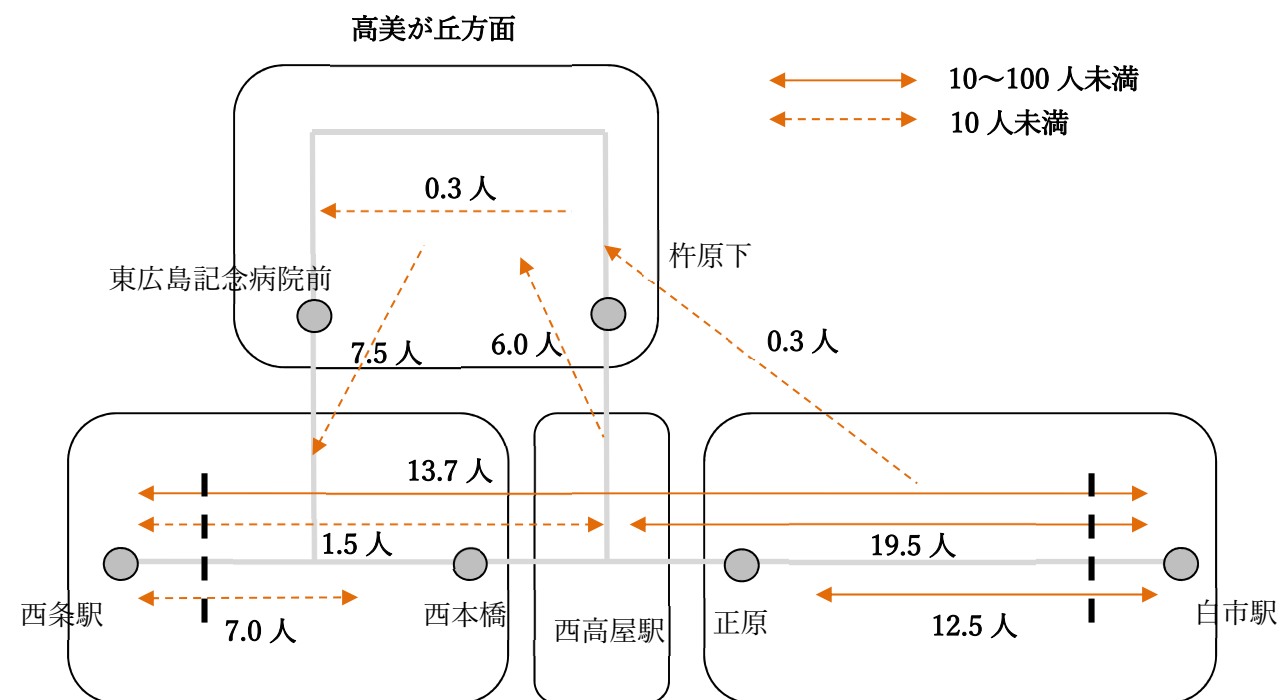 高美が丘方面
10～100 人未満
10 人未満
0.3 人
杵原下
東広島記念病院前
0.3 人
7.5 人
6.0 人
13.7 人
1.5 人
19.5 人
西条駅
7.0 人
西本橋
西高屋駅
正原
12.5 人
白市駅